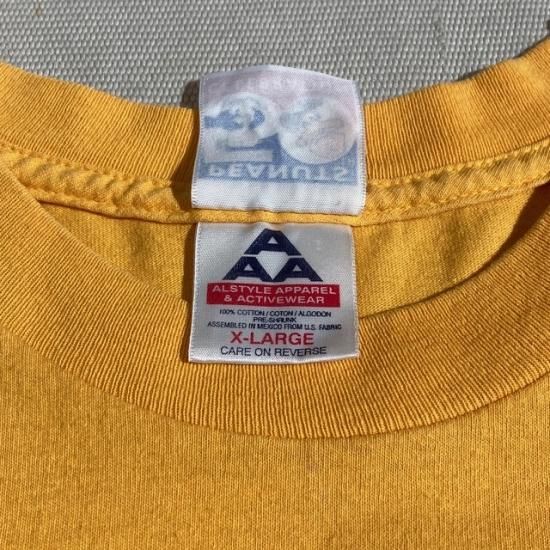 PEANUTS
A
AA
ALSTYLE APPAREL
& ACTIVEWEAR
100% COTTON / COTON / ALGODON
PRE-SHRUNK
ASSEMBLED IN MEXICO FROM U.S. FABRIC
X-LARGE
CARE ON REVERSE